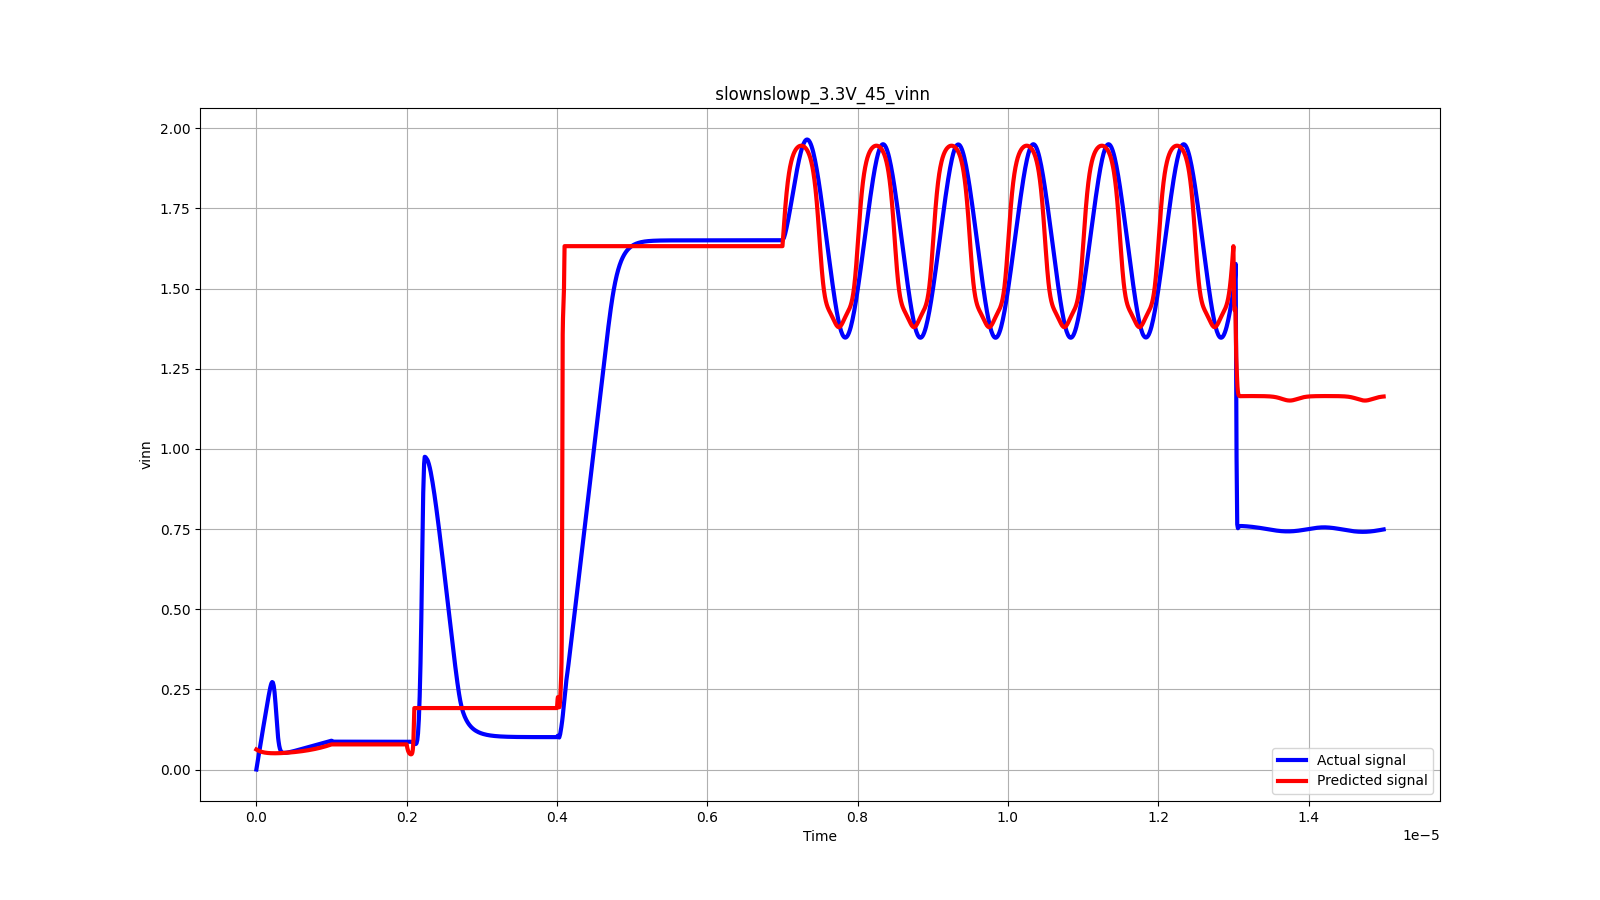 slownslowp_3.3V_45_vinn
2.00
1.75
1.50
1.25
1.00
0.75
0.50
0.25
0.00
vinn
0.0 0.2 0.4 0.6 0.8 1.0 1.2 1.4
Time
1e−5
Actual signal
Predicted signal